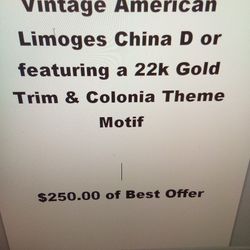 Vintage American
Limoges China D or
featuring a 22k Gold
Trim & Colonia Theme
Motif
$250.00 of Best Offer